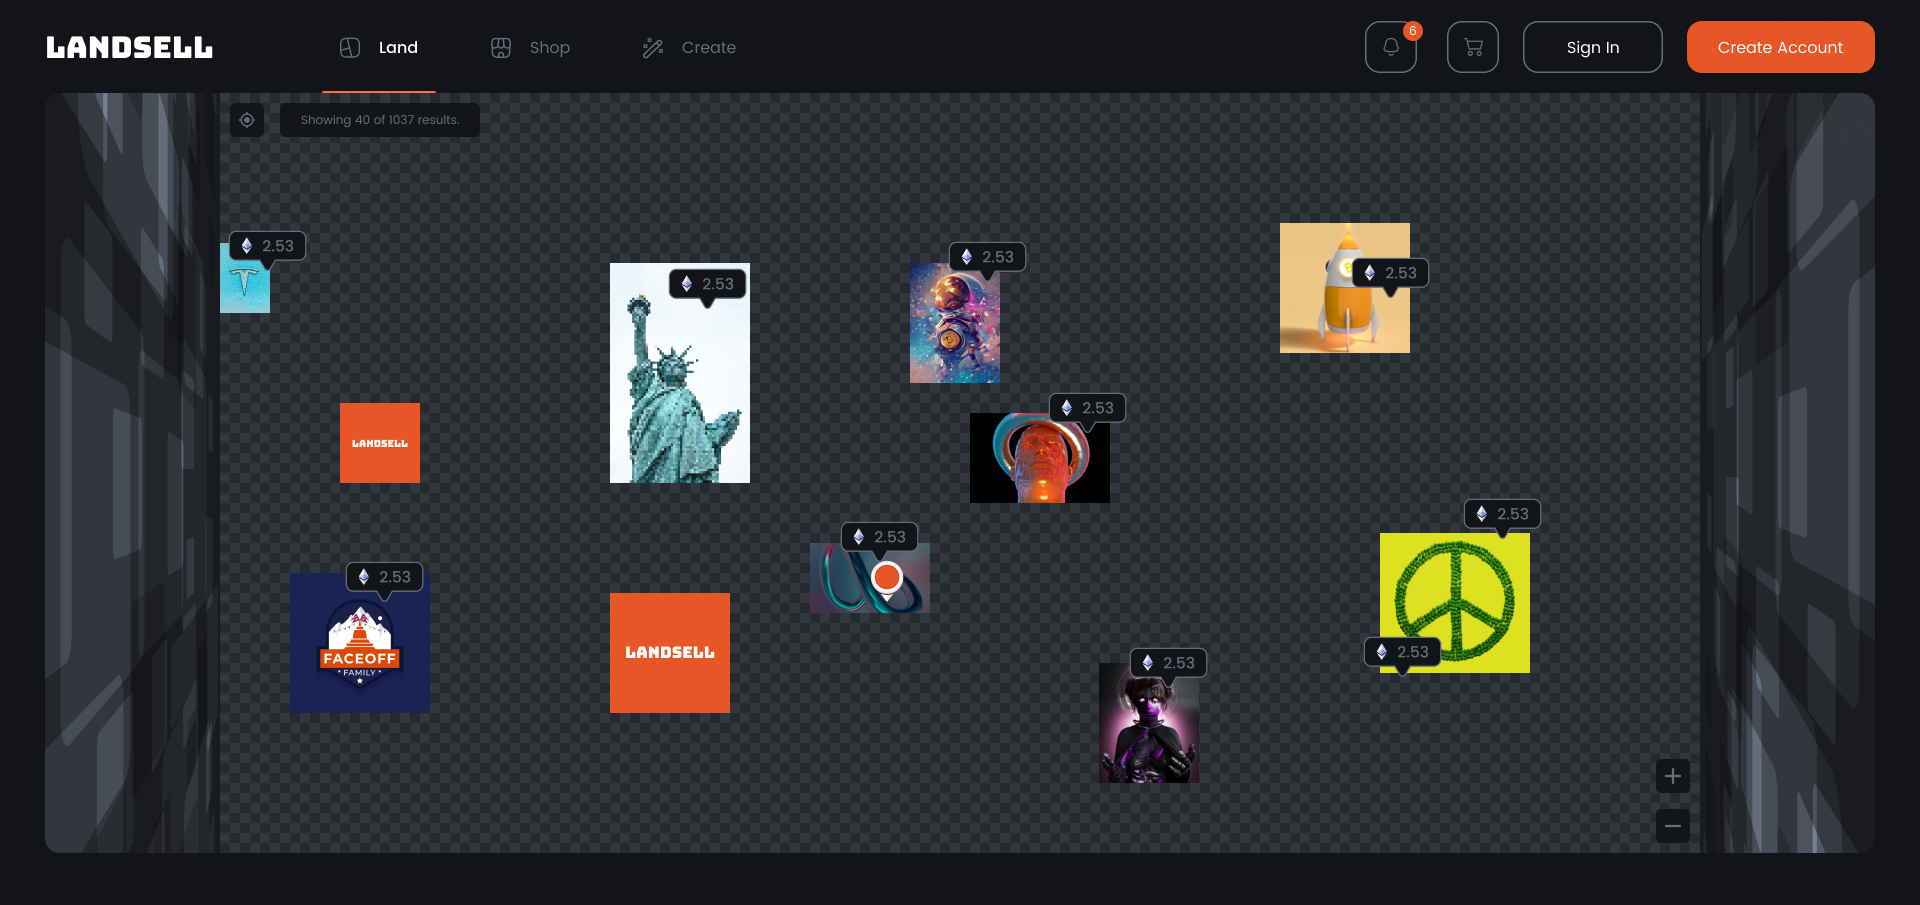 LANDSELL
Land
Shop
Create
6
Sign In
Create Account
Showing 40 of 1037 results.
2.53
2.53
2.53
2.53
2.53
LANDSELL
2.53
2.53
2.53
FACEOFF
FAMILY
LANDSELL
2.53
2.53